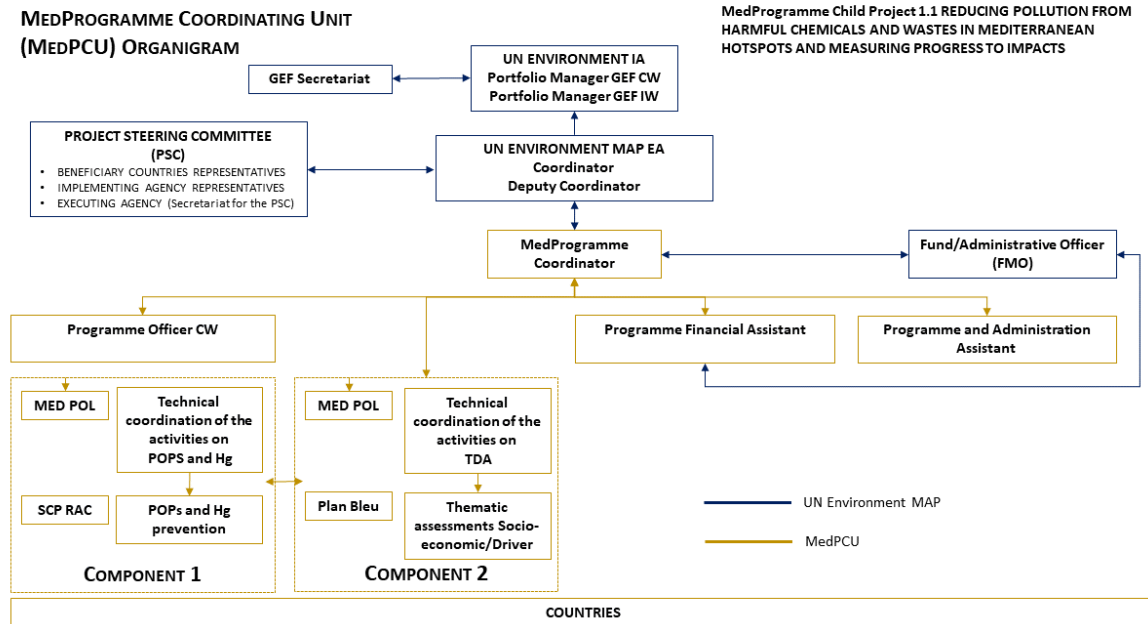 MEDPROGRAMME COORDINATING UNIT
(MEDPCU) ORGANIGRAM
MedProgramme Child Project 1.1 REDUCING POLLUTION FROM
HARMFUL CHEMICALS AND WASTES IN MEDITERRANEAN
HOTSPOTS AND MEASURING PROGRESS TO IMPACTS
GEF Secretariat
UN ENVIRONMENT IA
Portfolio Manager GEF CW
Portfolio Manager GEF IW
PROJECT STEERING COMMITTEE
(PSC)
• BENEFICIARY COUNTRIES REPRESENTATIVES
• IMPLEMENTING AGENCY REPRESENTATIVES
• EXECUTING AGENCY (Secretariat for the PSC)
UN ENVIRONMENT MAP EA
Coordinator
Deputy Coordinator
MedProgramme
Coordinator
Fund/Administrative Officer
(FMO)
Programme Officer CW
Programme Financial Assistant
Programme and Administration
Assistant
MED POL
Technical
coordination of the
activities on
POPS and Hg
SCP RAC
POPs and Hg
prevention
COMPONENT 1
MED POL
Technical
coordination of the
activities on
TDA
Plan Bleu
Thematic
assessments Socio-
economic/Driver
COMPONENT 2
UN Environment MAP
MedPCU
COUNTRIES